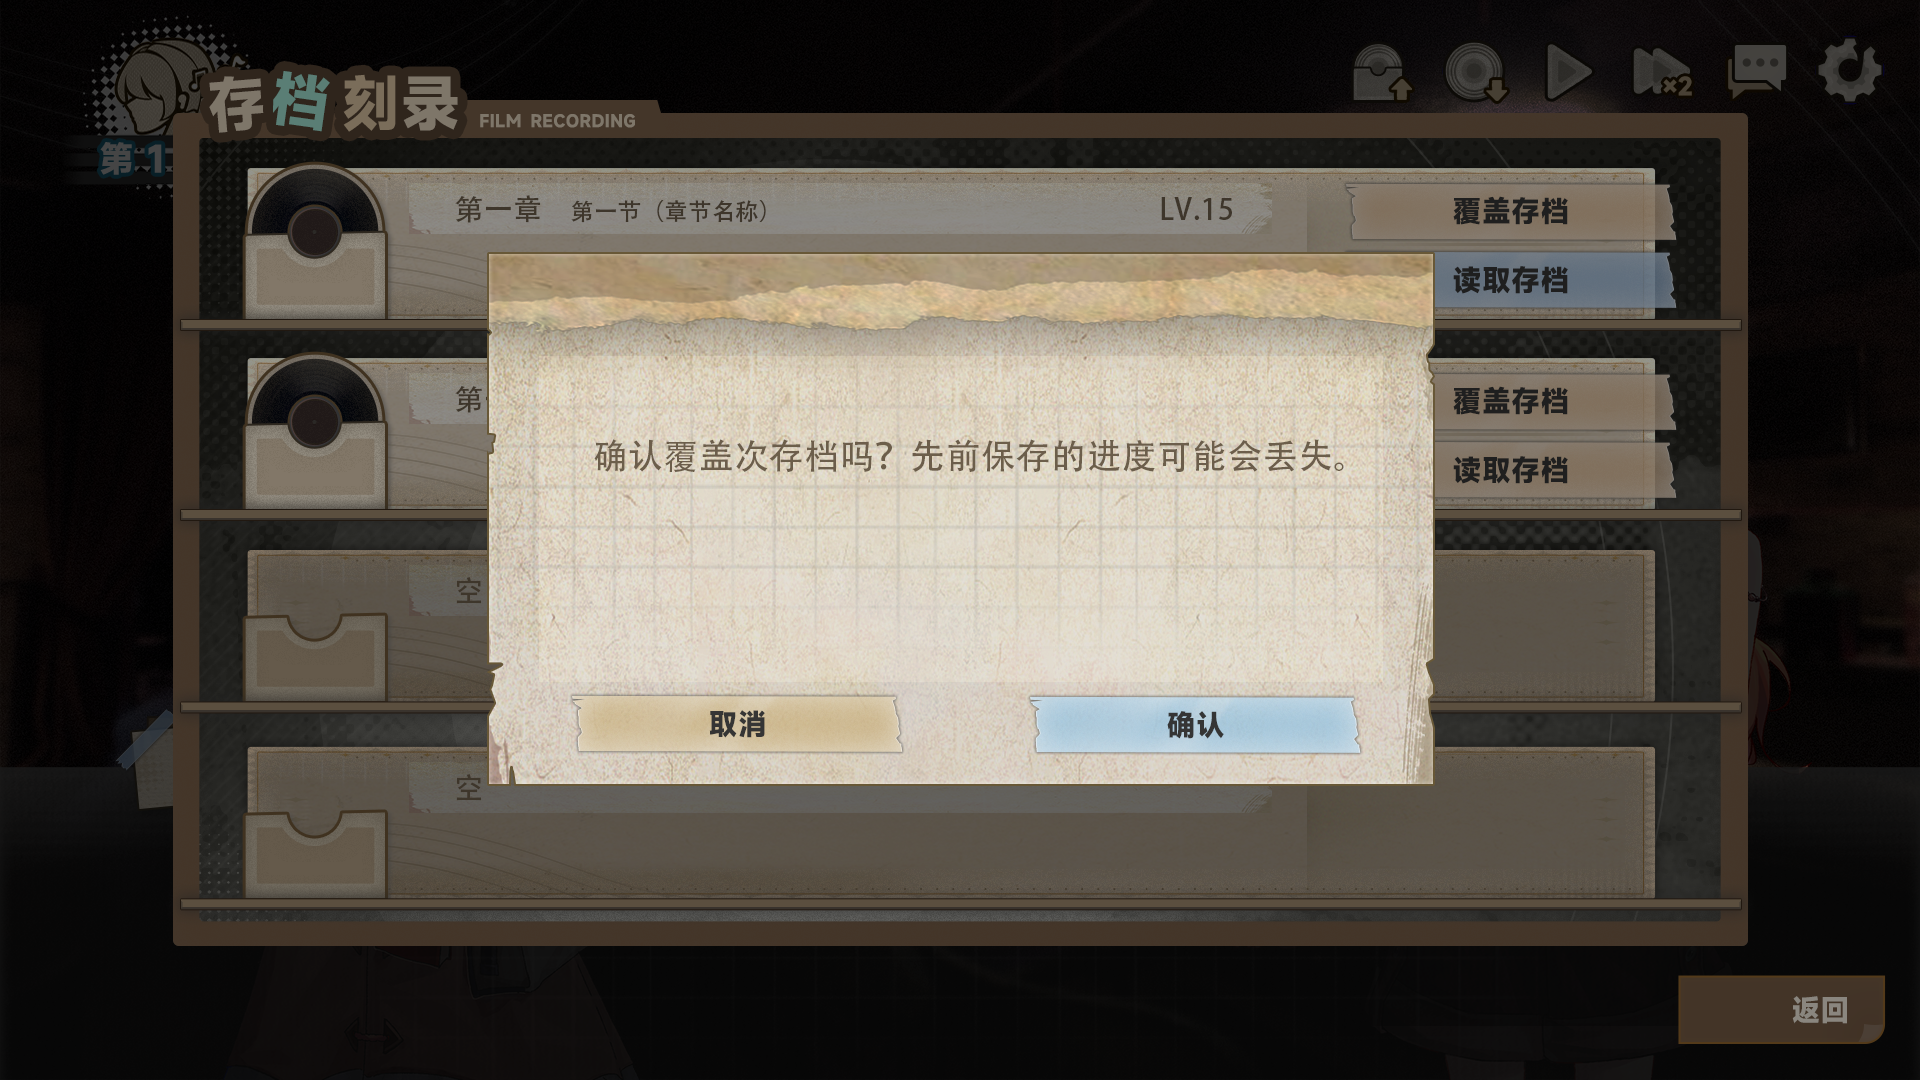 ×2
存档刻录 FILM RECORDING
第 1
第一章 第一节（章节名称） LV.15 覆盖存档
读取存档
第 覆盖存档
确认覆盖次存档吗？先前保存的进度可能会丢失。
读取存档
空
取消 确认
空
返回